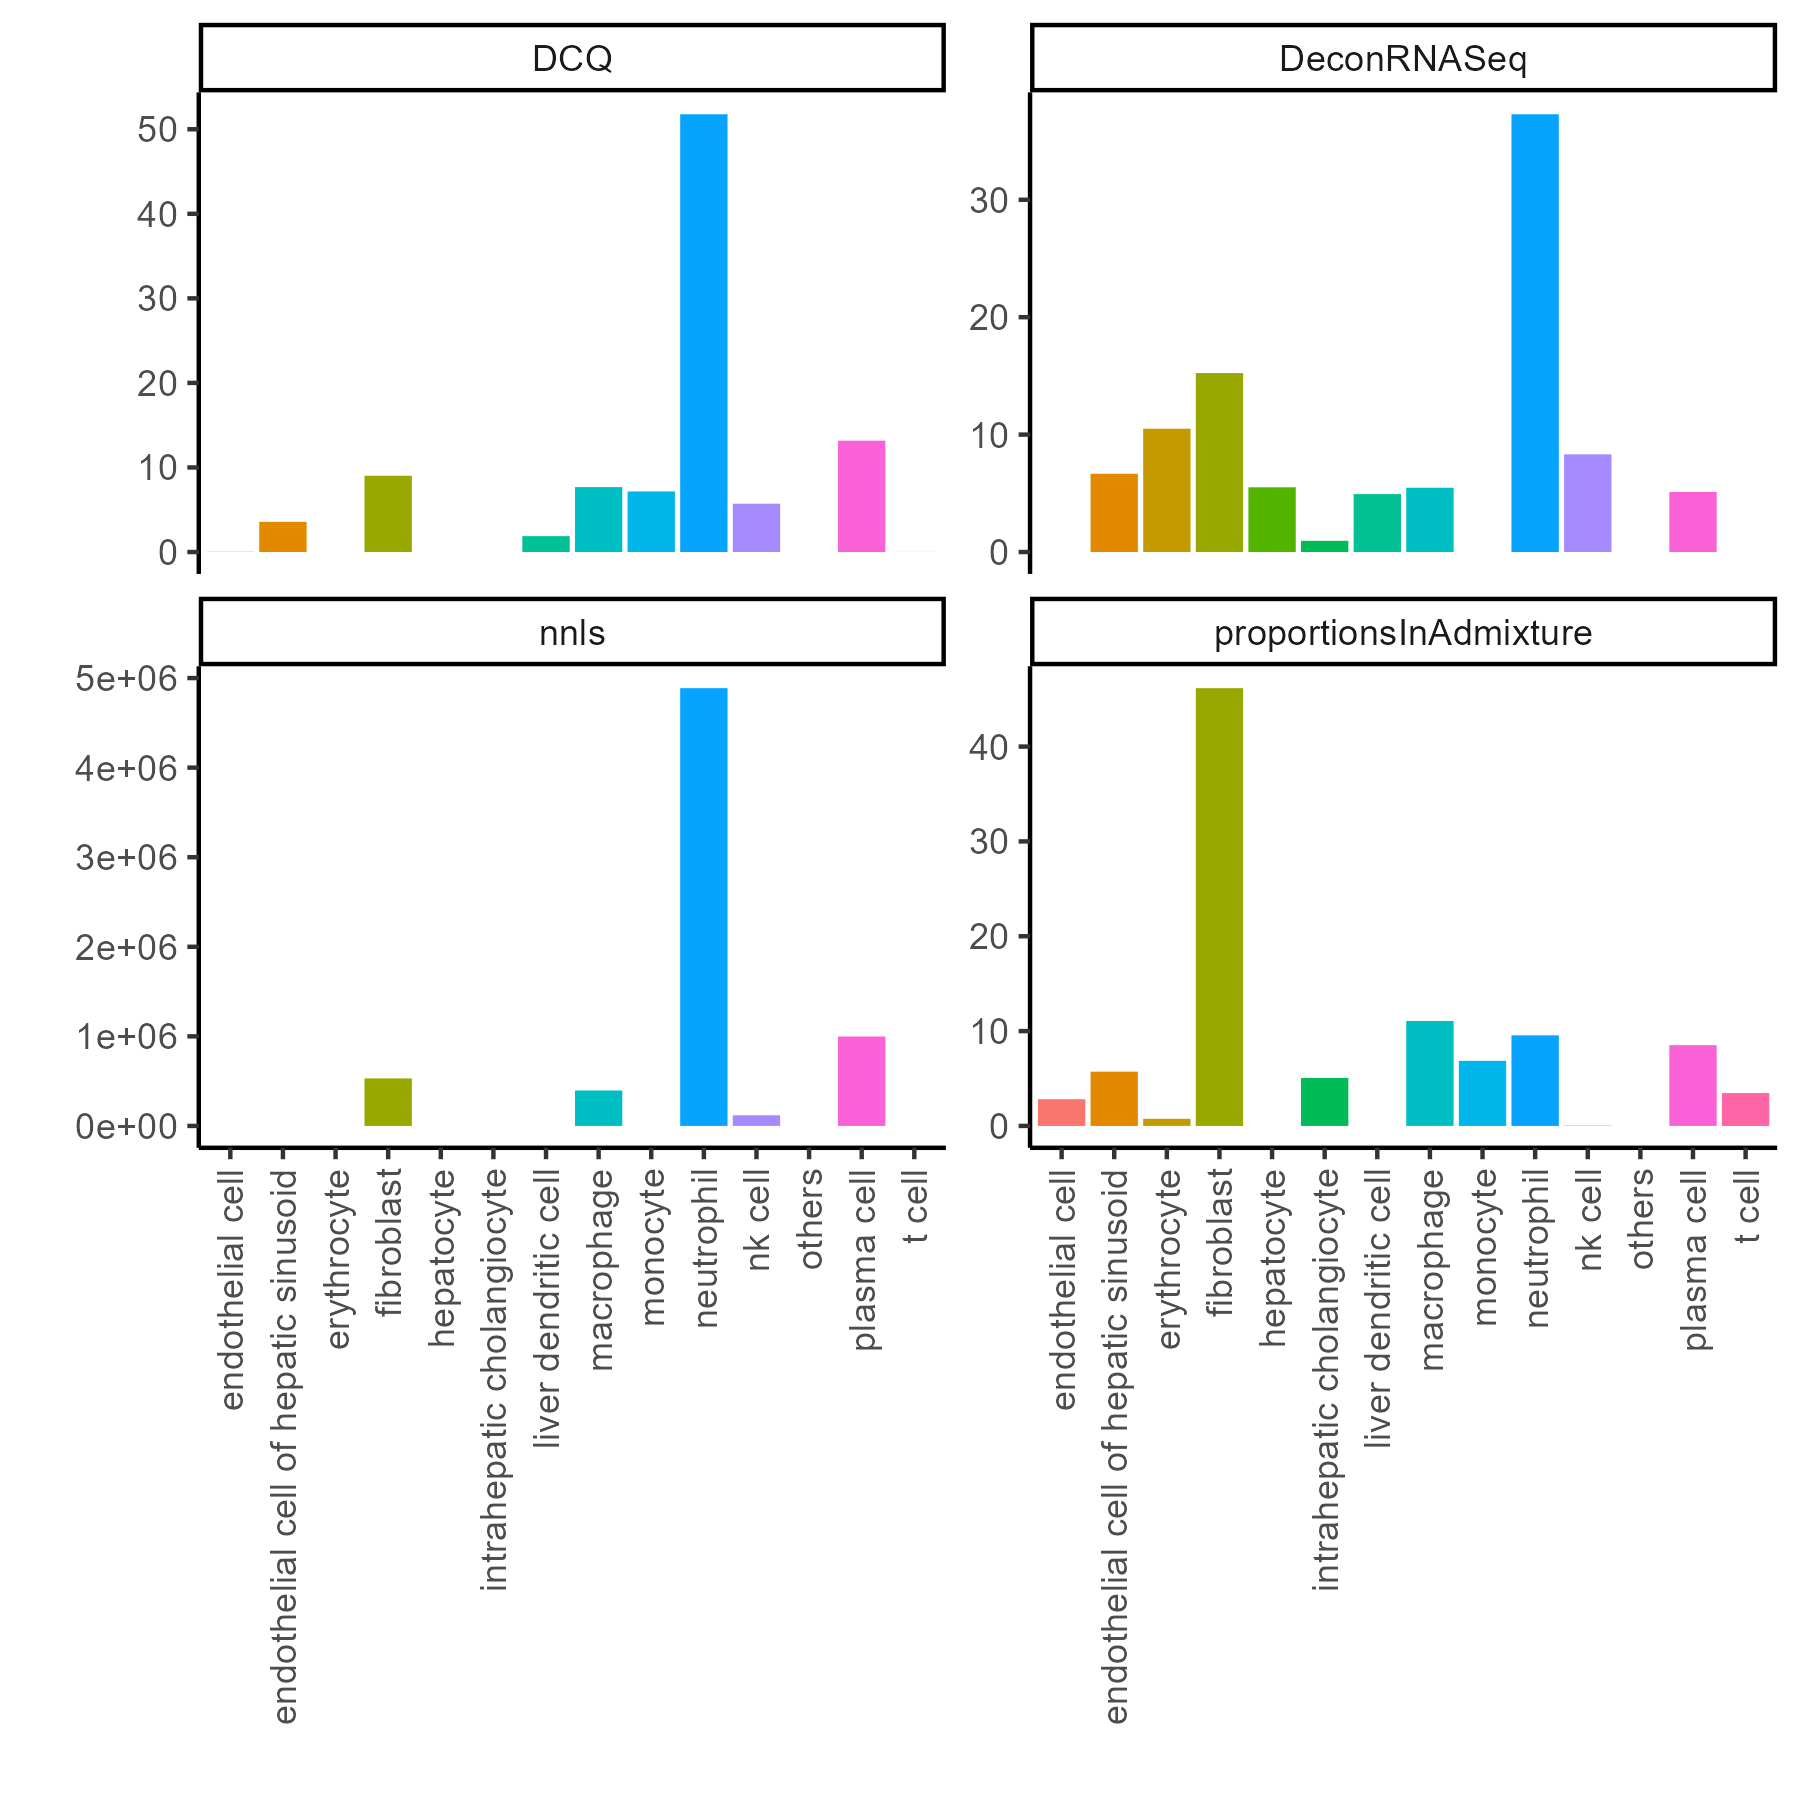 DCQ
DeconRNASeq
50
40
30
20
10
0
30
20
10
0
nnls
proportionsInAdmixture
5e+06
4e+06
3e+06
2e+06
1e+06
0e+00
40
30
20
10
0
endothelial cell
endothelial cell of hepatic sinusoid
erythrocyte
fibroblast
hepatocyte
intrahepatic cholangiocyte
liver dendritic cell
macrophage
monocyte
neutrophil
nk cell
others
plasma cell
t cell
endothelial cell
endothelial cell of hepatic sinusoid
erythrocyte
fibroblast
hepatocyte
intrahepatic cholangiocyte
liver dendritic cell
macrophage
monocyte
neutrophil
nk cell
others
plasma cell
t cell